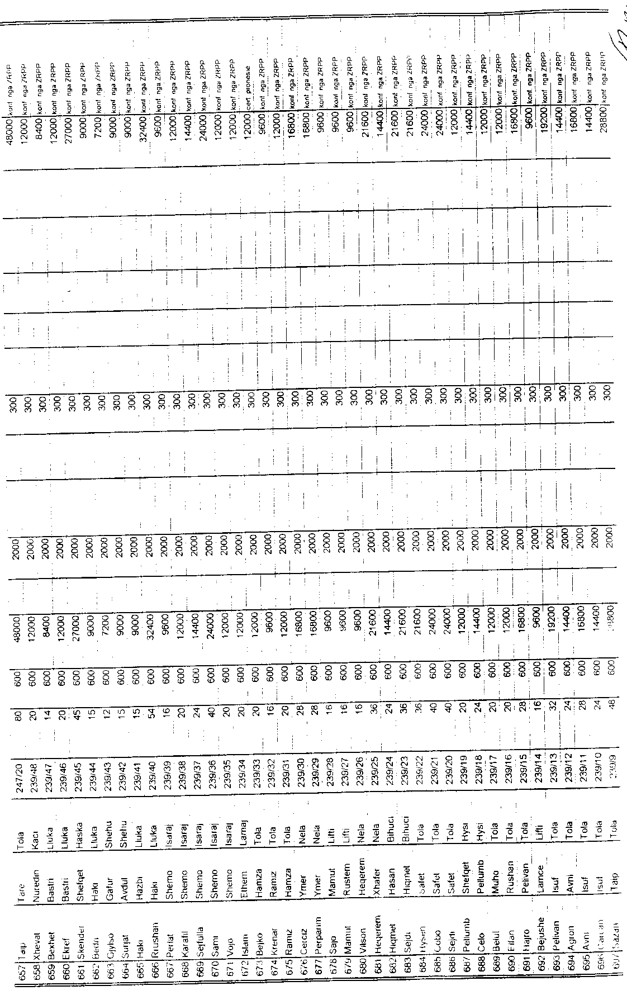 657 Taip Tare Tola 247/20 80 600 48000 2000 300 48000 konf nga ZRPP
658 Xheval Nuredin Kaci 239/48 20 600 12000 2000 300 12000 konf nga ZRPP
659 Bexhet Bastri Lluka 239/47 14 600 8400 2000 300 8400 konf nga ZRPP
660 Ekref Bastri Lluka 239/46 20 600 12000 2000 300 12000 konf nga ZRPP
661 Skender Shefqet Haska 239/45 45 600 27000 2000 300 27000 konf nga ZRPP
662 Bedri Haki Lluka 239/44 15 600 9000 2000 300 9000 konf nga ZRPP
663 Gjylso Gafur Shehu 239/43 12 600 7200 2000 300 7200 konf nga ZRPP
664 Surjat Avdul Shehu 239/42 15 600 9000 2000 300 9000 konf nga ZRPP
665 Haki Hazbi Lluka 239/41 15 600 9000 2000 300 9000 konf nga ZRPP
666 Rrushan Haki Lluka 239/40 54 600 32400 2000 300 32400 konf nga ZRPP
667 Perlat Shemo Isaraj 239/39 16 600 9600 2000 300 9600 konf nga ZRPP
668 Karafil Shemo Isaraj 239/38 20 600 12000 2000 300 12000 konf nga ZRPP
669 Sejfulla Shemo Isaraj 239/37 24 600 14400 2000 300 14400 konf nga ZRPP
670 Sami Shemo Isaraj 239/36 40 600 24000 2000 300 24000 konf nga ZRPP
671 Vojo Shemo Isaraj 239/35 20 600 12000 2000 300 12000 konf nga ZRPP
672 Islam Ethem Lamaj 239/34 20 600 12000 2000 300 12000 konf nga ZRPP
673 Bejko Hamza Tola 239/33 20 600 12000 2000 300 12000 cert pronesie
674 Kremar Ramiz Tola 239/32 16 600 9600 2000 300 9600 konf nga ZRPP
675 Ramiz Hamza Tola 239/31 20 600 12000 2000 300 12000 konf nga ZRPP
676 Cerciz Ymer Nela 239/30 28 600 16800 2000 300 16800 konf nga ZRPP
677 Perparim Ymer Nela 239/29 28 600 16800 2000 300 16800 konf nga ZRPP
678 Sajo Mamut Lifti 239/28 16 600 9600 2000 300 9600 konf nga ZRPP
679 Mamut Rustem Lifti 239/27 16 600 9600 2000 300 9600 konf nga ZRPP
680 Vilson Heqerem Nela 239/26 16 600 9600 2000 300 9600 konf nga ZRPP
681 Heqerem Xhafer Nela 239/25 36 600 21600 2000 300 21600 konf nga ZRPP
682 Hiqmet Hasan Bihuci 239/24 24 600 14400 2000 300 14400 konf nga ZRPP
683 Sejdi Hiqmet Bihuci 239/23 36 600 21600 2000 300 21600 konf nga ZRPP
684 Hysen Safet Tola 239/22 36 600 21600 2000 300 21600 konf nga ZRPP
685 Cobo Safet Tola 239/21 40 600 24000 2000 300 24000 konf nga ZRPP
686 Sejdi Safet Tola 239/20 40 600 24000 2000 300 24000 konf nga ZRPP
687 Pellumb Shefqet Hysi 239/19 20 600 12000 2000 300 12000 konf nga ZRPP
688 Celo Pellumb Hysi 239/18 24 600 14400 2000 300 14400 konf nga ZRPP
689 Belul Muho Tola 239/17 20 600 12000 2000 300 12000 konf nga ZRPP
690 Elfan Rushan Tola 239/16 20 600 12000 2000 300 12000 konf nga ZRPP
691 Hajro Pelivan Tola 239/15 28 600 16800 2000 300 16800 konf nga ZRPP
692 Bejushe Lamce Lifti 239/14 16 600 9600 2000 300 9600 konf nga ZRPP
693 Pelivan Isuf Tola 239/13 32 600 19200 2000 300 19200 konf nga ZRPP
694 Agron Avni Tola 239/12 24 600 14400 2000 300 14400 konf nga ZRPP
695 Avni Isuf Tola 239/11 28 600 16800 2000 300 16800 konf nga ZRPP
696 Isuf Tola 239/10 24 600 14400 2000 300 14400 konf nga ZRPP
697 Sazan Taip Tola 239/9 48 600 28800 2000 300 28800 konf nga ZRPP